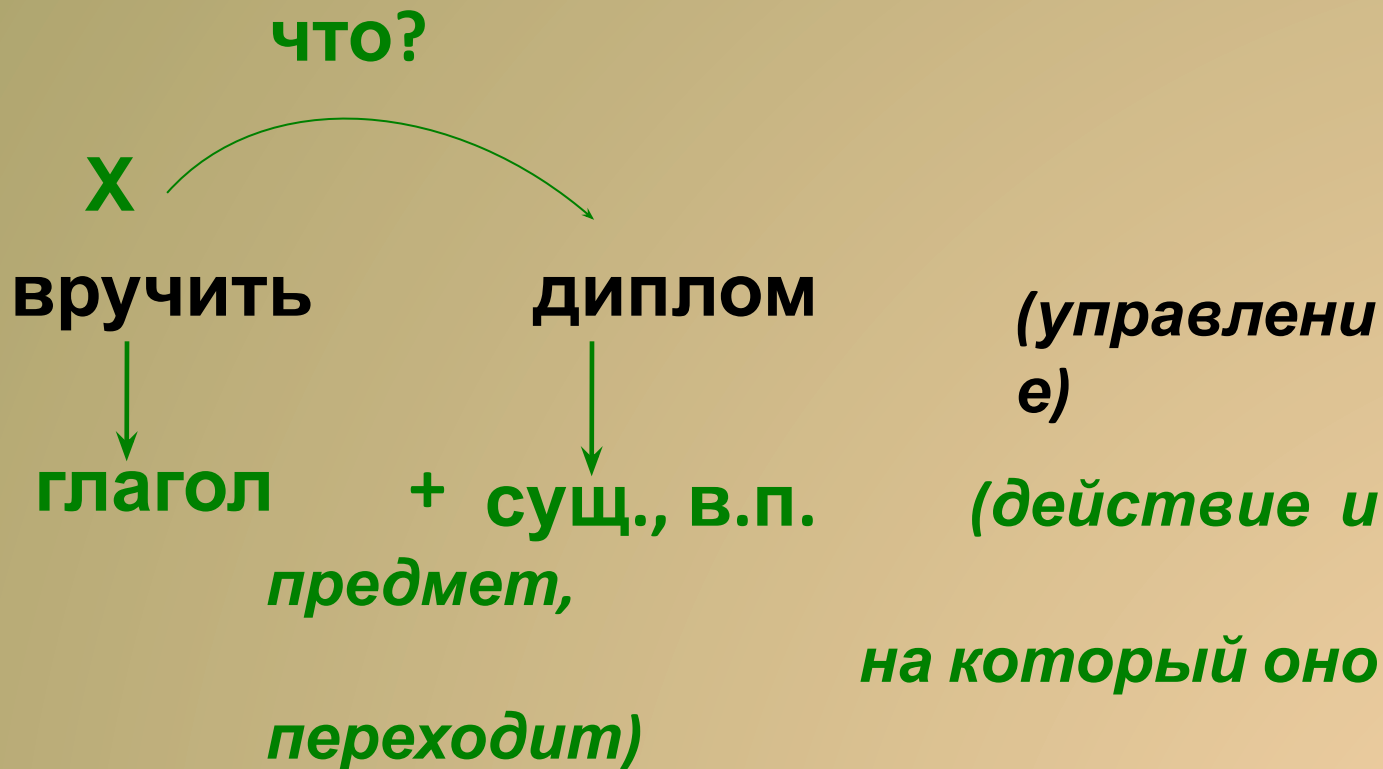 что?
Х
вручить диплом
(управлени
е)
глагол + сущ., в.п. (действие и
предмет,
на который оно
переходит)